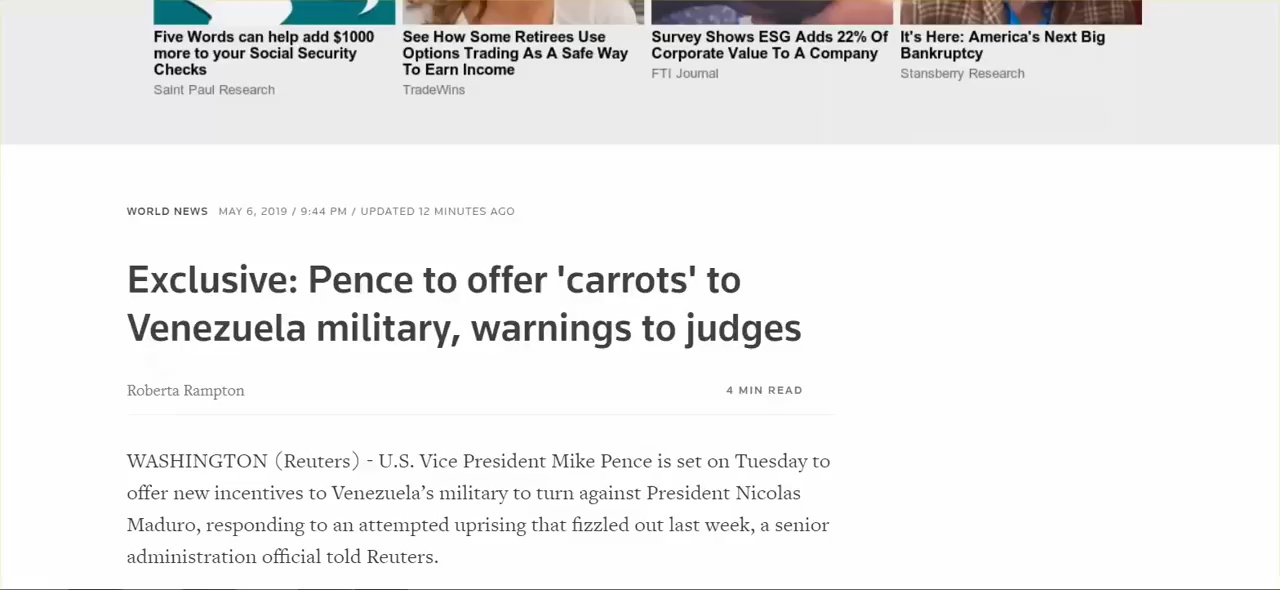 Five Words can help add $1000
more to your Social Security
Checks
Saint Paul Research
See How Some Retirees Use
Options Trading As A Safe Way
To Earn Income
TradeWins
Survey Shows ESG Adds 22% Of
Corporate Value To A Company
FTI Journal
It's Here: America's Next Big
Bankruptcy
Stansberry Research
WORLD NEWS MAY 6, 2019 / 9:44 PM / UPDATED 12 MINUTES AGO
Exclusive: Pence to offer 'carrots' to
Venezuela military, warnings to judges
Roberta Rampton
4 MIN READ
WASHINGTON (Reuters) - U.S. Vice President Mike Pence is set on Tuesday to
offer new incentives to Venezuela’s military to turn against President Nicolas
Maduro, responding to an attempted uprising that fizzled out last week, a senior
administration official told Reuters.